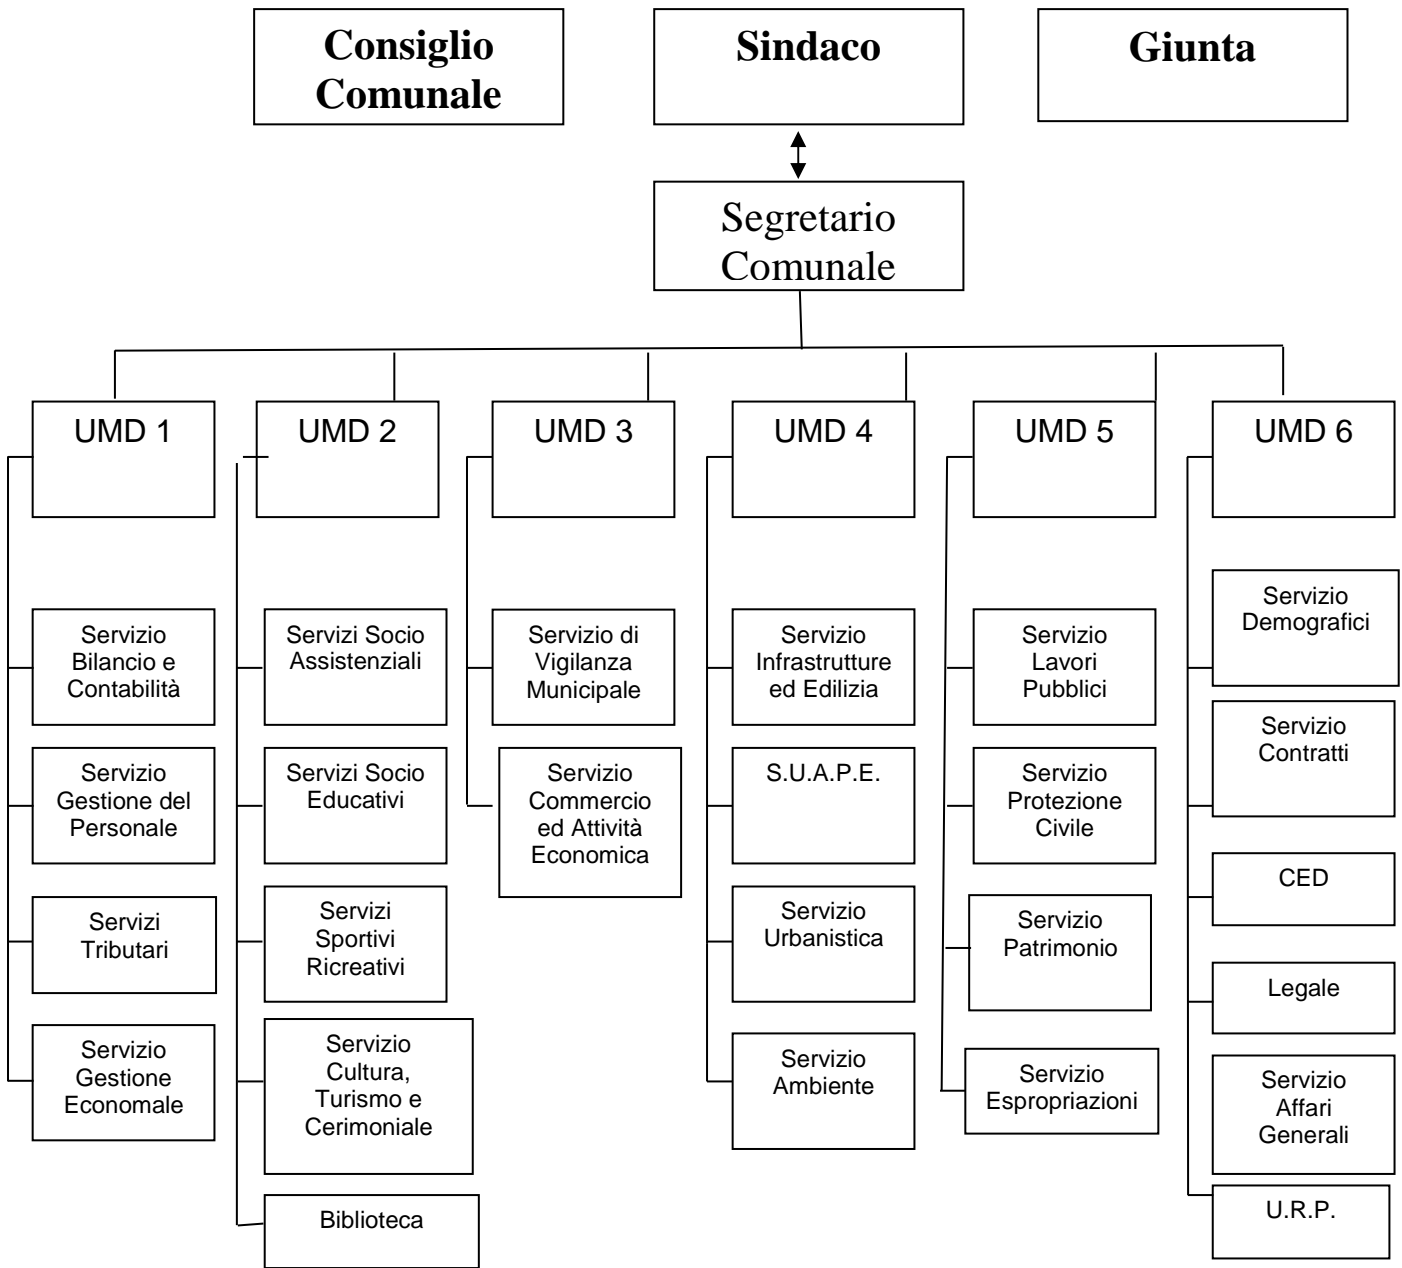 Consiglio
Comunale
Sindaco
Giunta
Segretario
Comunale
UMD 1
UMD 2
UMD 3
UMD 4
UMD 5
UMD 6
Servizio
Bilancio e
Contabilità
Servizio
Gestione del
Personale
Servizi
Tributari
Servizio
Gestione
Economale
Servizi Socio
Assistenziali
Servizi Socio
Educativi
Servizi
Sportivi
Ricreativi
Servizio
Cultura,
Turismo e
Cerimoniale
Biblioteca
Servizio di
Vigilanza
Municipale
Servizio
Commercio
ed Attività
Economica
Servizio
Infrastrutture
ed Edilizia
S.U.A.P.E.
Servizio
Urbanistica
Servizio
Ambiente
Servizio
Lavori
Pubblici
Servizio
Protezione
Civile
Servizio
Patrimonio
Servizio
Espropriazioni
Servizio
Demografici
Servizio
Contratti
CED
Legale
Servizio
Affari
Generali
U.R.P.